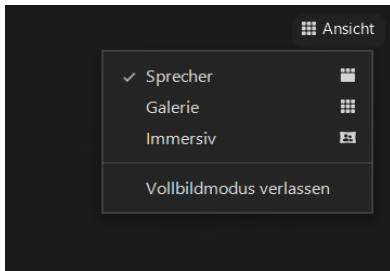 Ansicht
Sprecher
Galerie
Immersiv
Vollbildmodus verlassen